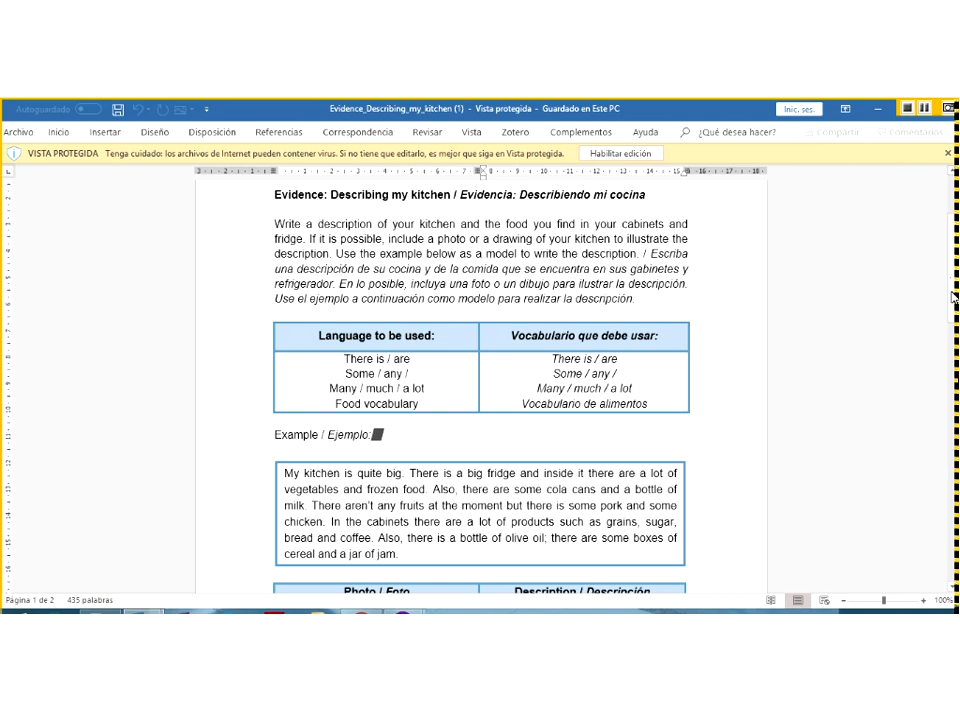 Autoguardado
Evidence_Describing_my_kitchen (1) - Vista protegida - Guardado en Este PC
Inic. ses.
Archivo Inicio Insertar Diseño Disposición Referencias Correspondencia Revisar Vista Zotero Complementos Ayuda ¿Qué desea hacer? Compartir Comentarios
VISTA PROTEGIDA Tenga cuidado: los archivos de Internet pueden contener virus. Si no tiene que editarlo, es mejor que siga en Vista protegida. Habilitar edición
Evidence: Describing my kitchen / Evidencia: Describiendo mi cocina
Write a description of your kitchen and the food you find in your cabinets and
fridge. If it is possible, include a photo or a drawing of your kitchen to illustrate the
description. Use the example below as a model to write the description. / Escriba
una descripción de su cocina y de la comida que se encuentra en sus gabinetes y
refrigerador. En lo posible, incluya una foto o un dibujo para ilustrar la descripción.
Use el ejemplo a continuación como modelo para realizar la descripción.
Language to be used: Vocabulario que debe usar:
There is / are There is / are
Some / any / Some / any /
Many / much / a lot Many / much / a lot
Food vocabulary Vocabulario de alimentos
Example / Ejemplo:
My kitchen is quite big. There is a big fridge and inside it there are a lot of
vegetables and frozen food. Also, there are some cola cans and a bottle of
milk. There aren't any fruits at the moment but there is some pork and some
chicken. In the cabinets there are a lot of products such as grains, sugar,
bread and coffee. Also, there is a bottle of olive oil; there are some boxes of
cereal and a jar of jam.
Photo / Foto Description / Descripción
Página 1 de 2 435 palabras 100%